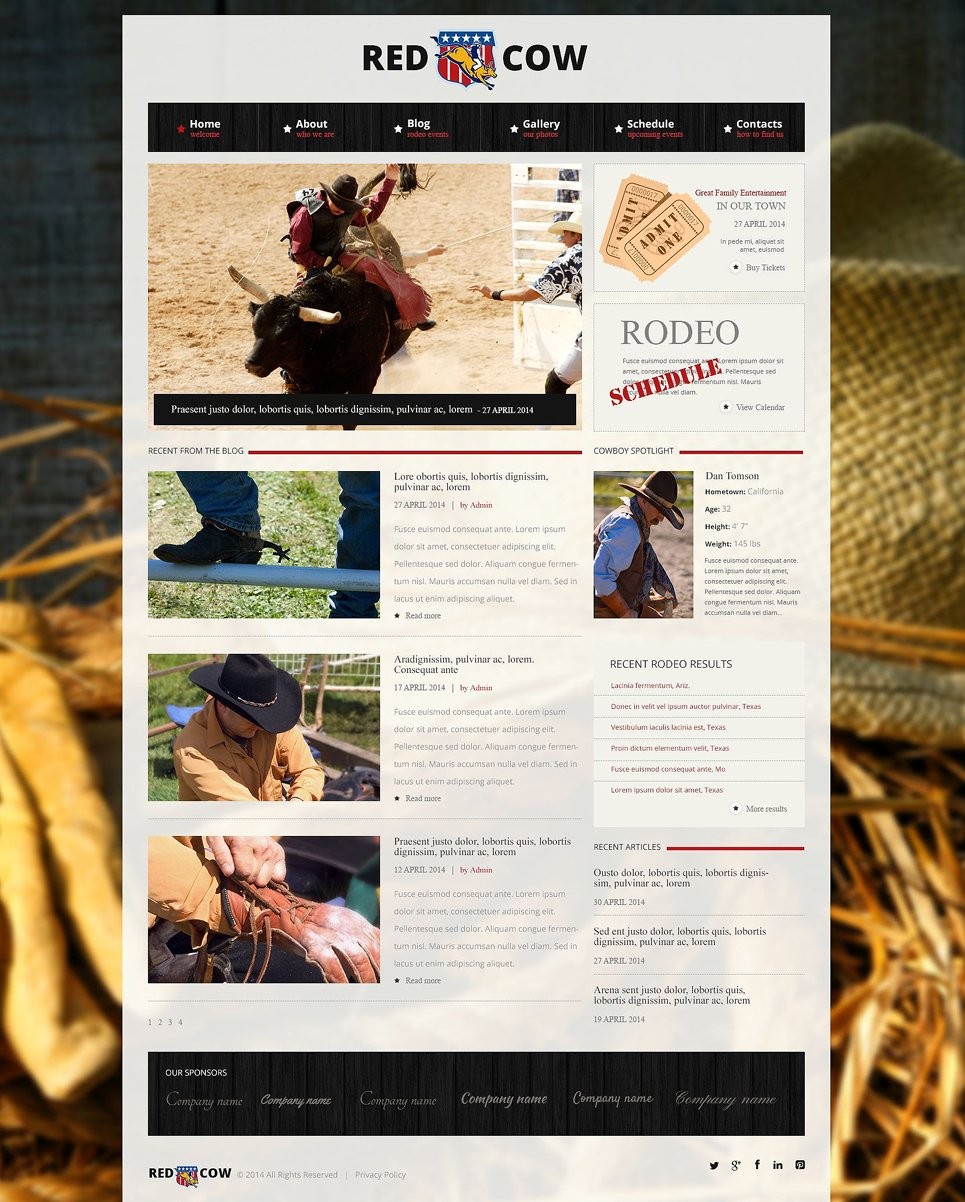 RED COW
Home
welcome
About
who we are
Blog
rodeo events
Gallery
our photos
Schedule
upcoming events
Contacts
how to find us
Praesent justo dolor, lobortis quis, lobortis dignissim, pulvinar ac, lorem - 27 APRIL 2014
ADMIT
ADMIT
ONE
Great Family Entertainment
IN OUR TOWN
27 APRIL 2014
In pede mi, aliquet sit
amet, euismod
Buy Tickets
RODEO
Fusce euismod consequat ante. Lorem ipsum dolor sit
amet, consectetuer adipiscing elit. Pellentesque sed
dolor. Aliquam congue fermentum nisl. Mauris
accumsan nulla vel diam.
SCHEDULE
View Calendar
RECENT FROM THE BLOG
Lore obortis quis, lobortis dignissim,
pulvinar ac, lorem
27 APRIL 2014 | by Admin
Fusce euismod consequat ante. Lorem ipsum
dolor sit amet, consectetuer adipiscing elit.
Pellentesque sed dolor. Aliquam congue fermen-
tum nisl. Mauris accumsan nulla vel diam. Sed in
lacus ut enim adipiscing aliquet.
Read more
Aradignissim, pulvinar ac, lorem.
Consequat ante
17 APRIL 2014 | by Admin
Fusce euismod consequat ante. Lorem ipsum
dolor sit amet, consectetuer adipiscing elit.
Pellentesque sed dolor. Aliquam congue fermen-
tum nisl. Mauris accumsan nulla vel diam. Sed in
lacus ut enim adipiscing aliquet.
Read more
Praesent justo dolor, lobortis quis, lobortis
dignissim, pulvinar ac, lorem
12 APRIL 2014 | by Admin
Fusce euismod consequat ante. Lorem ipsum
dolor sit amet, consectetuer adipiscing elit.
Pellentesque sed dolor. Aliquam congue fermen-
tum nisl. Mauris accumsan nulla vel diam. Sed in
lacus ut enim adipiscing aliquet.
Read more
1 2 3 4
COWBOY SPOTLIGHT
Dan Tomson
Hometown: California
Age: 32
Height: 4' 7"
Weight: 145 lbs
Fusce euismod consequat ante.
Lorem ipsum dolor sit amet,
consectetuer adipiscing elit.
Pellentesque sed dolor. Aliquam
congue fermentum nisl. Mauris
accumsan nulla vel diam...
RECENT RODEO RESULTS
Lacinia fermentum, Ariz.
Donec in velit vel ipsum auctor pulvinar, Texas
Vestibulum iaculis lacinia est, Texas
Proin dictum elementum velit, Texas
Fusce euismod consequat ante, Mo
Lorem ipsum dolor sit amet, Texas
More results
RECENT ARTICLES
Ousto dolor, lobortis quis, lobortis dignis-
sim, pulvinar ac, lorem
30 APRIL 2014
Sed ent justo dolor, lobortis quis, lobortis
dignissim, pulvinar ac, lorem
27 APRIL 2014
Arena sent justo dolor, lobortis quis,
lobortis dignissim, pulvinar ac, lorem
19 APRIL 2014
OUR SPONSORS
Company name
Company name
Company name
Company name
Company name
Company name
RED COW © 2014 All Rights Reserved | Privacy Policy